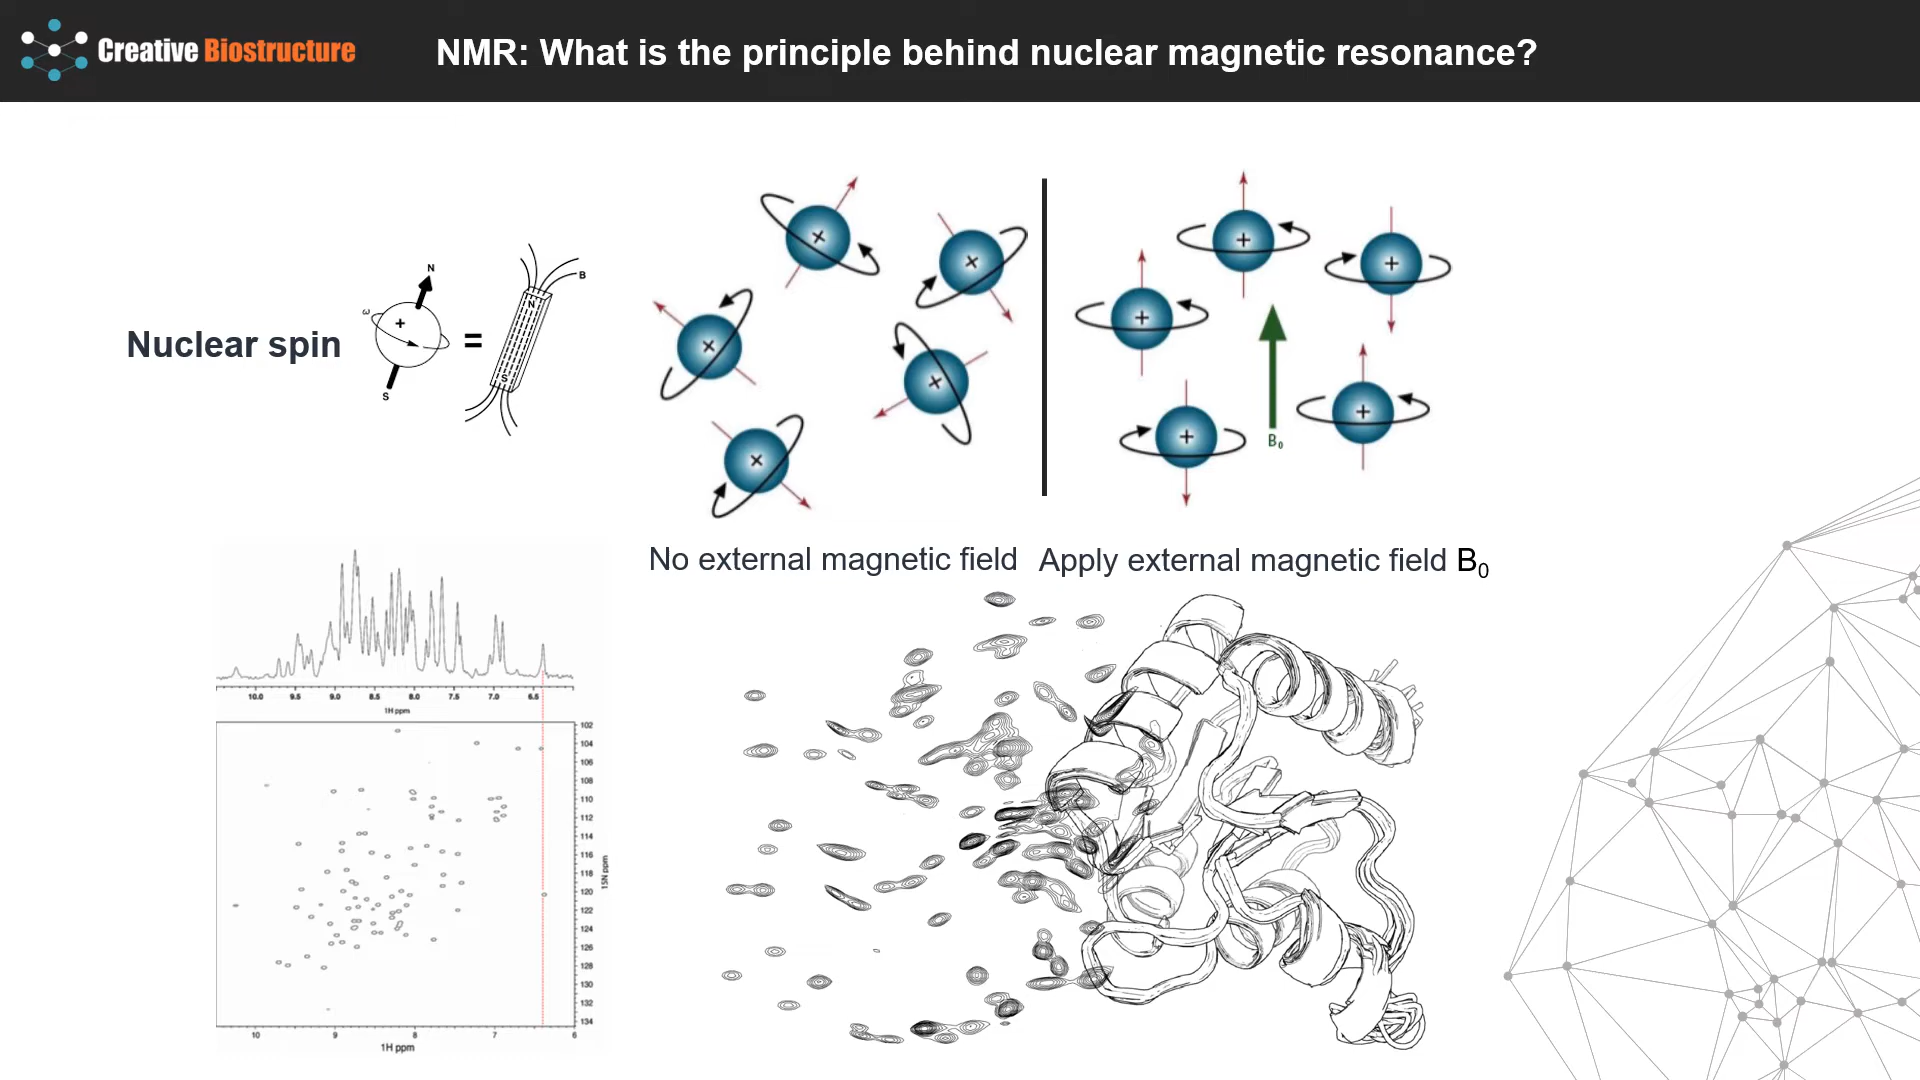 Creative Biostructure
NMR: What is the principle behind nuclear magnetic resonance?
Nuclear spin
N
ω
+
S
=
N
S
B
+
+
+
+
+
+
+
+
+
+
B₀
No external magnetic field
Apply external magnetic field B₀
10.0 9.5 9.0 8.5 8.0 7.5 7.0 6.5
1H ppm
102
104
106
108
110
112
114
116
118
120
122
124
126
128
130
132
134
15N ppm
10 9 8 7 6
1H ppm